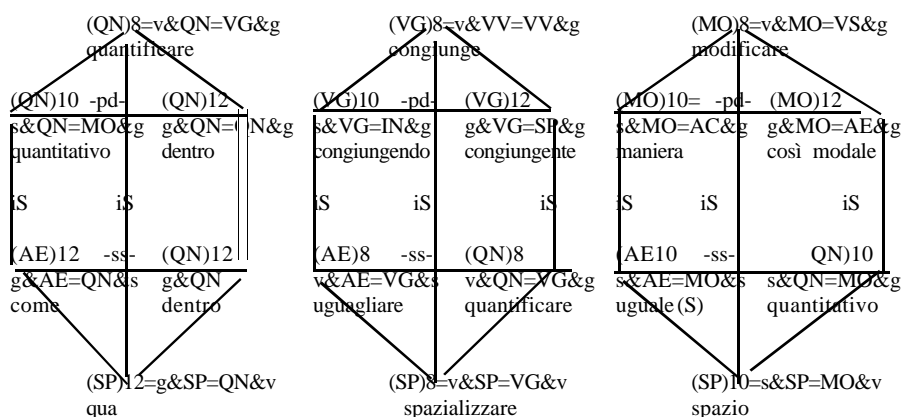 (QN)8=v&QN=VG&g (VG)8=v&VV=VV&g (MO)8=v&MO=VS&g
quantificare congiunge modificare
(QN)10 -pd- (QN)12 (VG)10 -pd- (VG)12 (MO)10= -pd- (MO)12
s&QN=MO&g g&QN=QN&g s&VG=IN&g g&VG=SP&g s&MO=AC&g g&MO=AE&g
quantitativo dentro congiungendo congiungente maniera così modale
iS iS iS iS iS iS iS iS
(AE)12 -ss- (QN)12 (AE)8 -ss- (QN)8 (AE10 -ss- QN)10
g&AE=QN&s g&QN v&AE=VG&s v&QN=VG&g s&AE=MO&s s&QN=MO&g
come dentro uguagliare quantificare uguale (S) quantitativo
(SP)12=g&SP=QN&v (SP)8=v&SP=VG&v (SP)10=s&SP=MO&v
qua spazializzare spazio